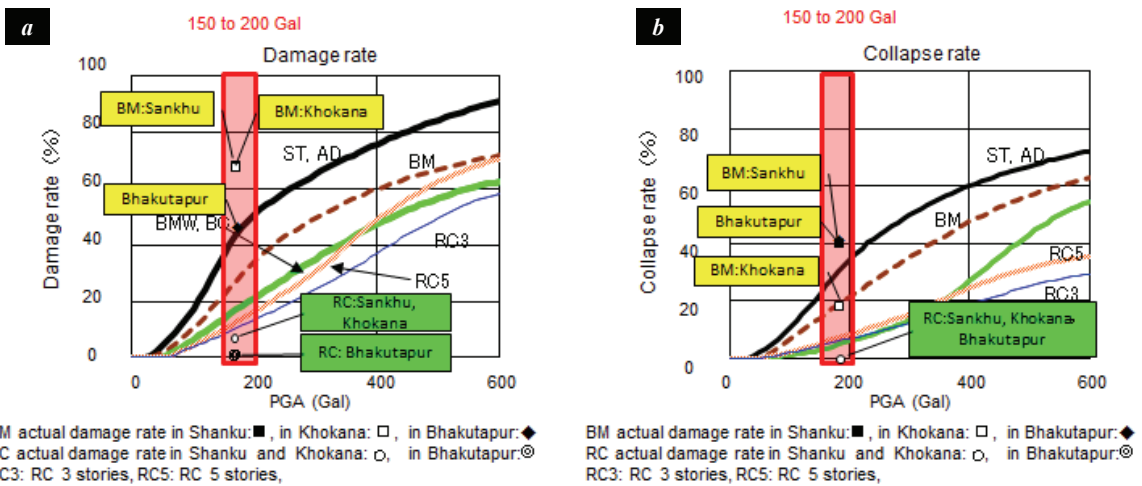 a
150 to 200 Gal
Damage rate
100
80
60
40
20
0
Damage rate (%)
BM:Sankhu
BM:Khokana
ST, AD
BM
Bhakutapur
BMW, BC
RC3
RC5
RC:Sankhu,
Khokana
RC: Bhakutapur
0 200 400 600
PGA (Gal)
M actual damage rate in Shanku:■, in Khokana: □, in Bhakutapur:◆
C actual damage rate in Shanku and Khokana: ○, in Bhakutapur:◎
C3: RC 3 stories, RC5: RC 5 stories,
b
150 to 200 Gal
Collapse rate
100
80
60
40
20
0
Collapse rate (%)
ST, AD
BM:Sankhu
Bhakutapur
BM
BM:Khokana
RC5
RC3
RC:Sankhu, Khokana,
Bhakutapur
0 200 400 600
PGA (Gal)
BM actual damage rate in Shanku:■, in Khokana: □, in Bhakutapur:◆
RC actual damage rate in Shanku and Khokana: ○, in Bhakutapur:◎
RC3: RC 3 stories, RC5: RC 5 stories,